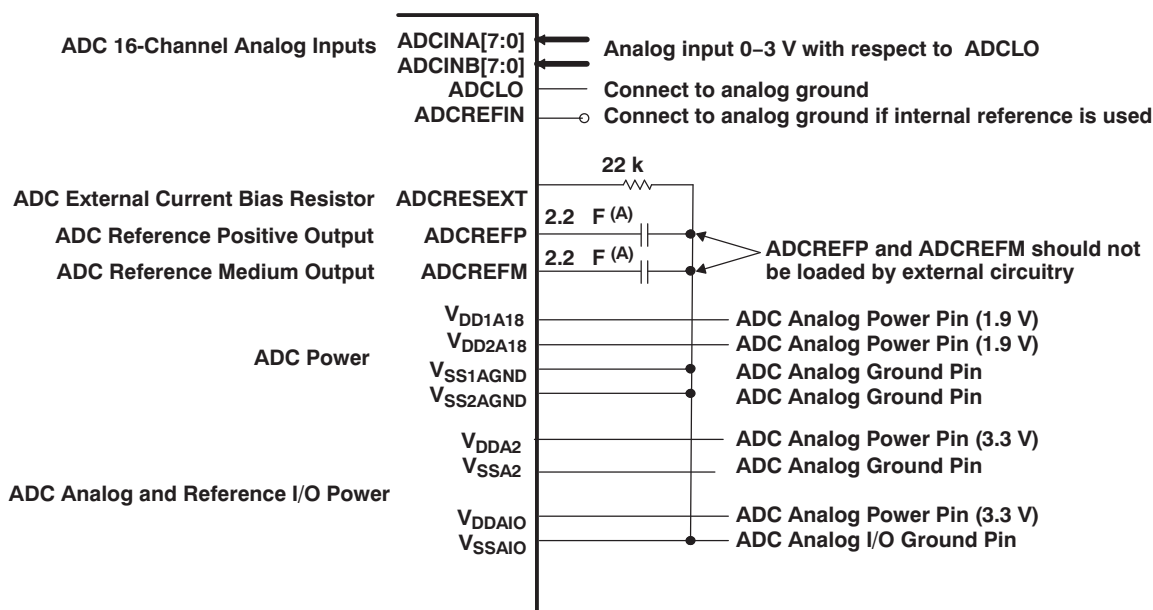 ADC 16-Channel Analog Inputs
ADCINA[7:0]
ADCINB[7:0]
Analog input 0–3 V with respect to ADCLO
ADCLO
Connect to analog ground
ADCREFIN
Connect to analog ground if internal reference is used
22 k
ADC External Current Bias Resistor
ADCRESEXT
ADC Reference Positive Output
ADCREFP
2.2 F (A)
ADC Reference Medium Output
ADCREFM
2.2 F (A)
ADCREFP and ADCREFM should not
be loaded by external circuitry
ADC Power
VDD1A18
ADC Analog Power Pin (1.9 V)
VDD2A18
ADC Analog Power Pin (1.9 V)
VSS1AGND
ADC Analog Ground Pin
VSS2AGND
ADC Analog Ground Pin
ADC Analog and Reference I/O Power
VDDA2
ADC Analog Power Pin (3.3 V)
VSSA2
ADC Analog Ground Pin
VDDAIO
ADC Analog Power Pin (3.3 V)
VSSAIO
ADC Analog I/O Ground Pin